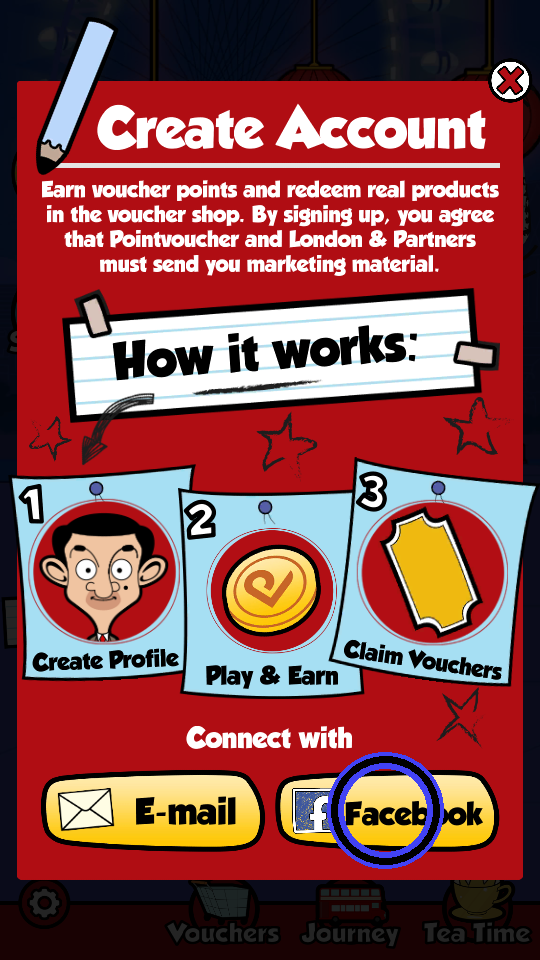 Create Account
Earn voucher points and redeem real products
in the voucher shop. By signing up, you agree
that Pointvoucher and London & Partners
must send you marketing material.
How it works:
1
2
3
Create Profile
Play & Earn
Claim Vouchers
Connect with
E-mail
f Facebook
Vouchers
Journey
Tea Time